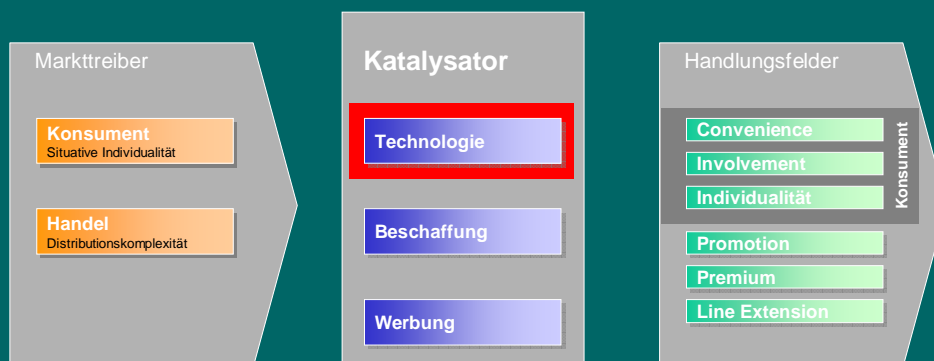 Markttreiber
Konsument
Situative Individualität
Handel
Distributionskomplexität
Katalysator
Technologie
Beschaffung
Werbung
Handlungsfelder
Convenience
Involvement
Individualität
Konsument
Promotion
Premium
Line Extension